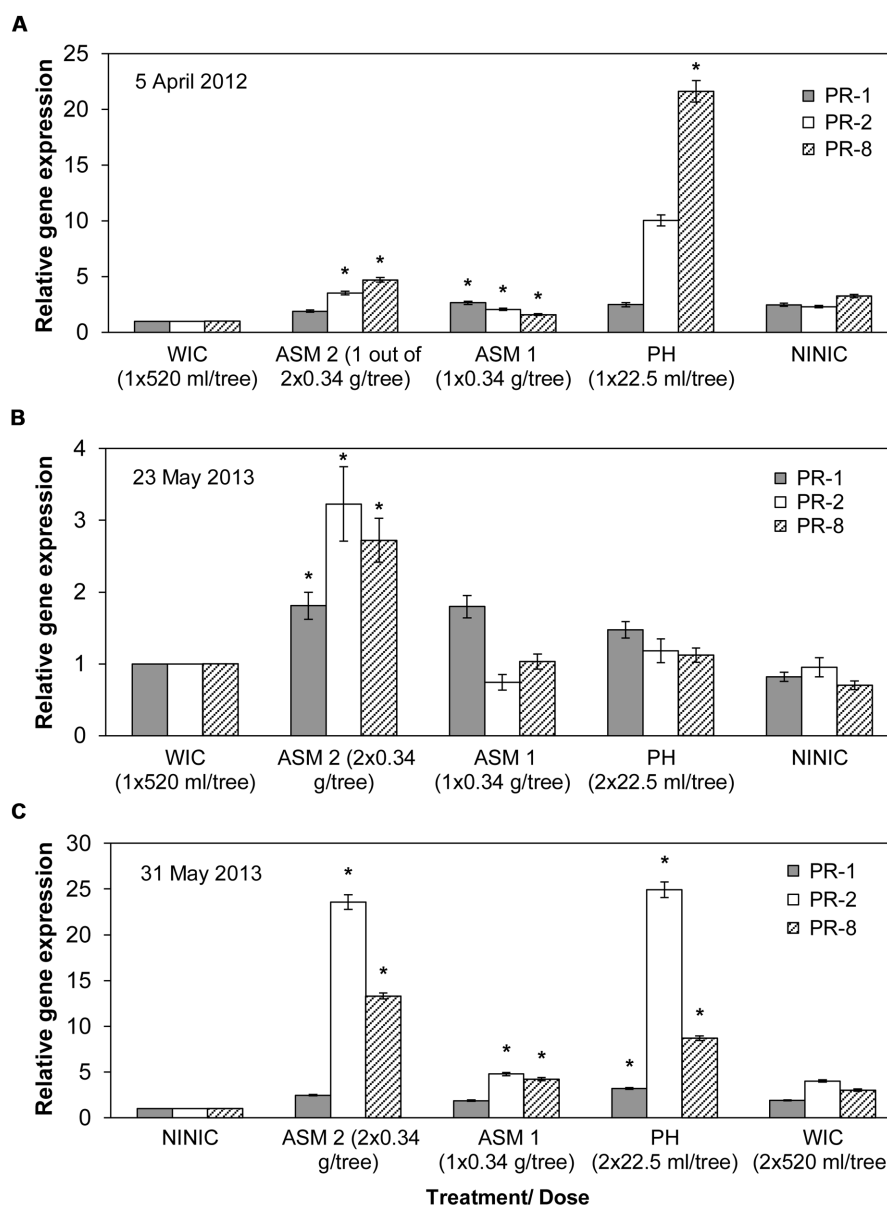 A
Relative gene expression
25
20
15
10
5
0
5 April 2012
PR-1
PR-2
PR-8
*
*
*
*
*
*
WIC
(1x520 ml/tree)
ASM 2 (1 out of
2x0.34 g/tree)
ASM 1
(1x0.34 g/tree)
PH
(1x22.5 ml/tree)
NINIC
B
Relative gene expression
4
3
2
1
0
23 May 2013
PR-1
PR-2
PR-8
*
*
*
WIC
(1x520 ml/tree)
ASM 2 (2x0.34
g/tree)
ASM 1
(1x0.34 g/tree)
PH
(2x22.5 ml/tree)
NINIC
C
Relative gene expression
30
25
20
15
10
5
0
31 May 2013
PR-1
PR-2
PR-8
*
*
*
*
*
*
*
NINIC
ASM 2 (2x0.34
g/tree)
ASM 1
(1x0.34 g/tree)
PH
(2x22.5 ml/tree)
WIC
(2x520 ml/tree
Treatment/ Dose